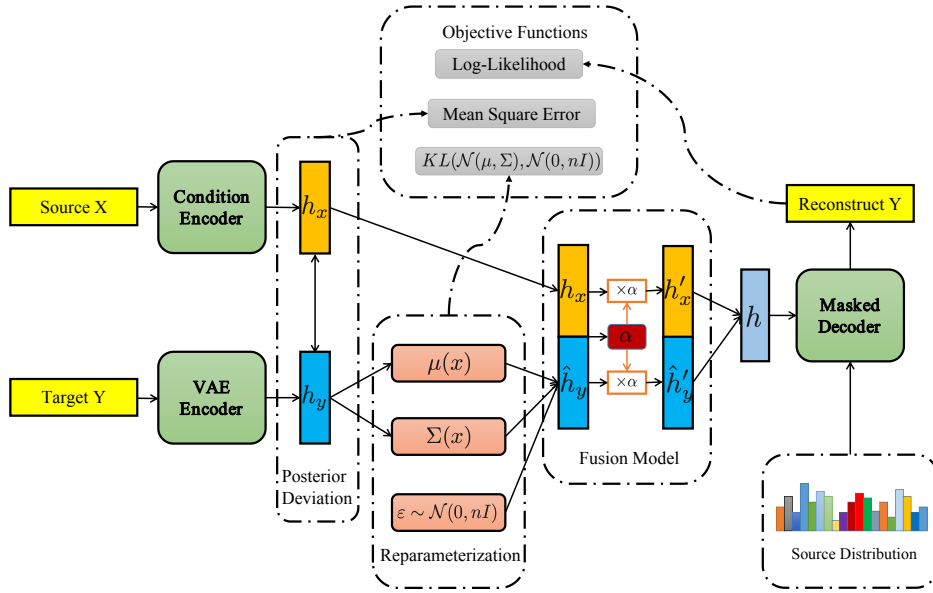 Objective Functions
Log-Likelihood
Mean Square Error
KL(𝒩(μ, Σ), 𝒩(0, nI))
Source X
Condition
Encoder
h_x
Reconstruct Y
h_x
×α
h'_x
α
h
Masked
Decoder
Target Y
VAE
Encoder
h_y
μ(x)
ĥ_y
×α
ĥ'_y
Σ(x)
Fusion Model
Posterior
Deviation
ε ∼ 𝒩(0, nI)
Reparameterization
Source Distribution